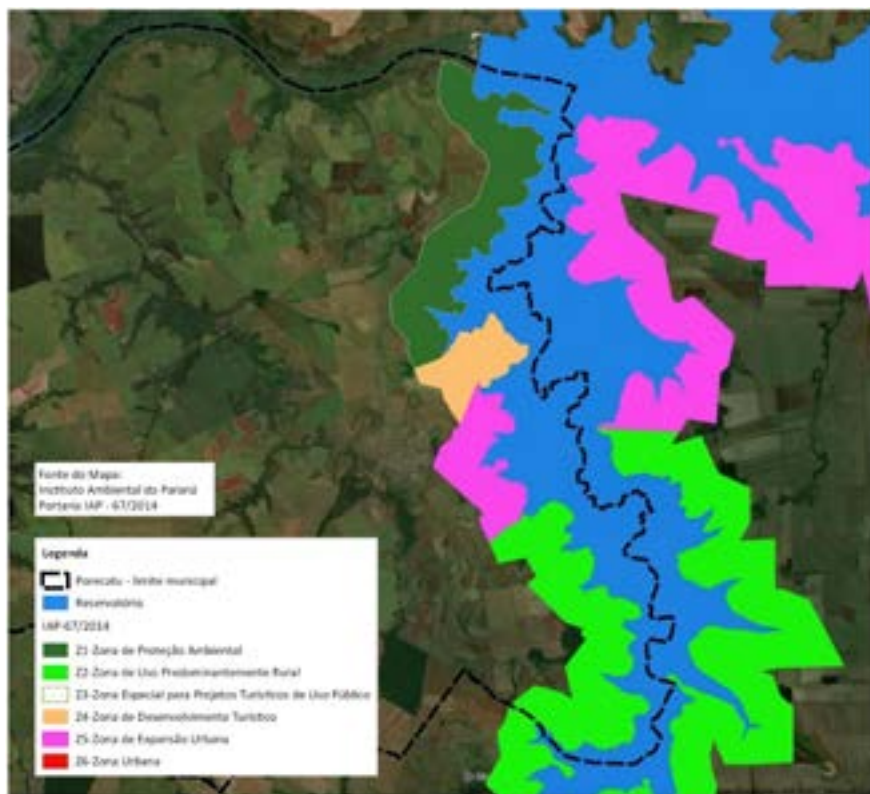 Fonte do Mapa:
Instituto Ambiental do Paraná
Portaria IAP - 67/2014
Legenda
Porecatu - limite municipal
Reservatório
IAP-67/2014
Z1-Zona de Proteção Ambiental
Z2-Zona de Uso Predominantemente Rural
Z3-Zona Especial para Projetos Turísticos de Uso Público
Z4-Zona de Desenvolvimento Turístico
Z5-Zona de Expansão Urbana
Z6-Zona Urbana